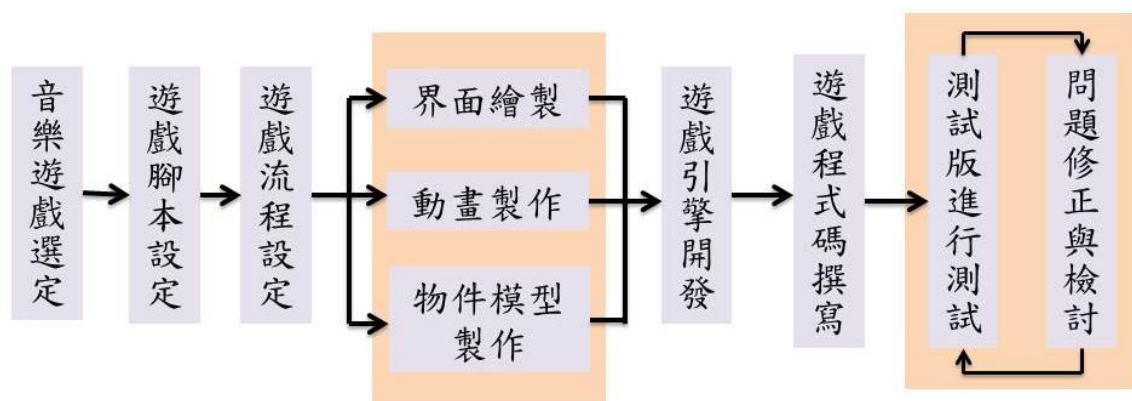 音樂遊戲選定
遊戲腳本設定
遊戲流程設定
界面繪製
動畫製作
物件模型
製作
遊戲引擎開發
遊戲程式碼撰寫
測試版進行測試
問題修正與檢討